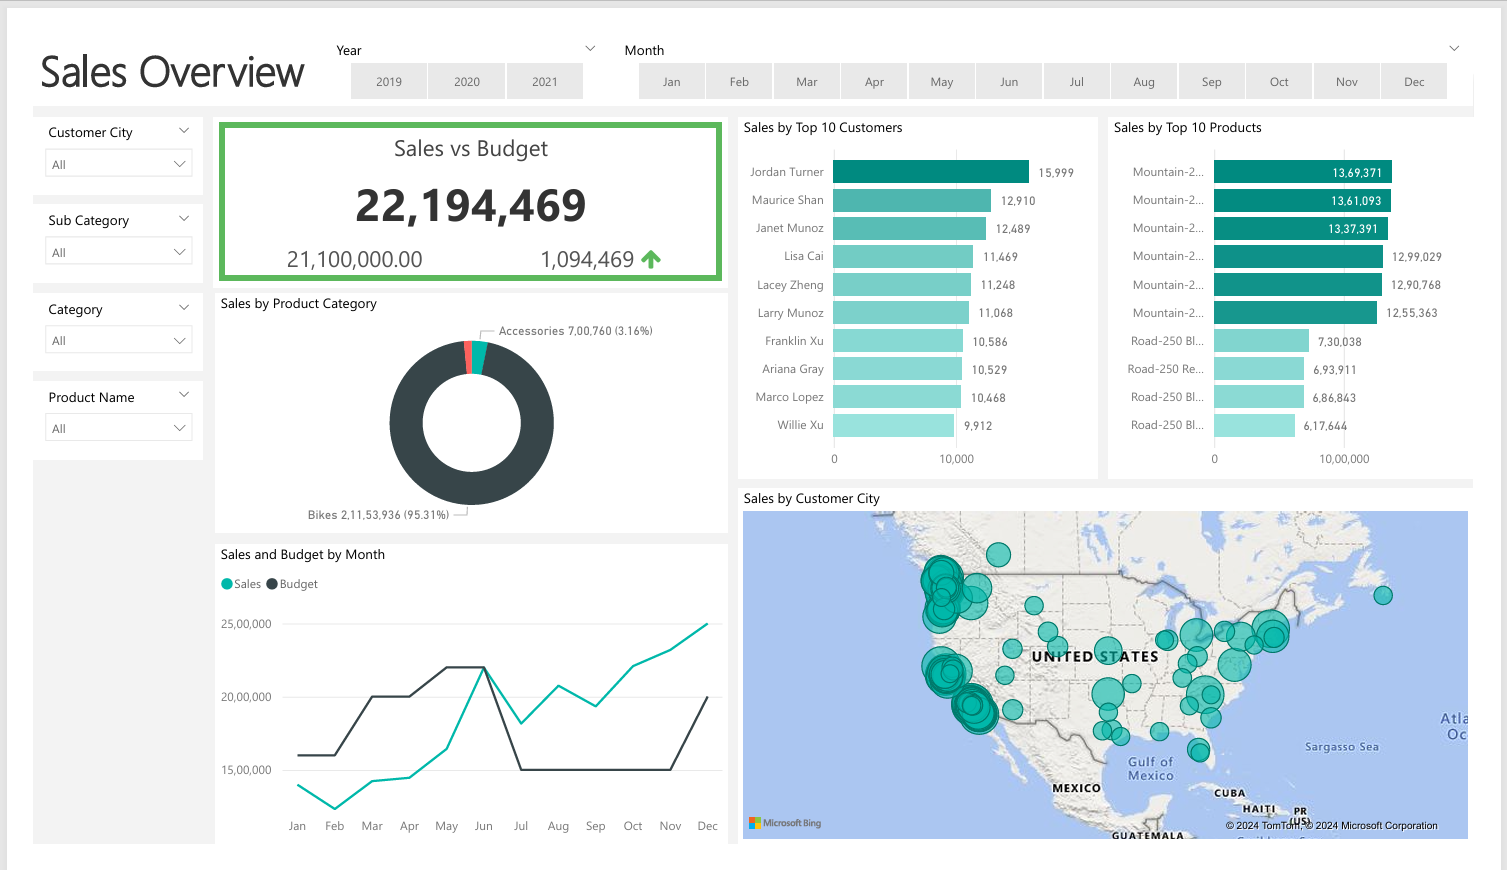 Sales Overview
Year
2019 2020 2021
Month
Jan Feb Mar Apr May Jun Jul Aug Sep Oct Nov Dec
Customer City
All
Sub Category
All
Category
All
Product Name
All
Sales vs Budget
22,194,469
21,100,000.00 1,094,469
Sales by Product Category
Accessories 7,00,760 (3.16%)
Bikes 2,11,53,936 (95.31%)
Sales and Budget by Month
Sales Budget
25,00,000
20,00,000
15,00,000
Jan Feb Mar Apr May Jun Jul Aug Sep Oct Nov Dec
Sales by Top 10 Customers
Jordan Turner 15,999
Maurice Shan 12,910
Janet Munoz 12,489
Lisa Cai 11,469
Lacey Zheng 11,248
Larry Munoz 11,068
Franklin Xu 10,586
Ariana Gray 10,529
Marco Lopez 10,468
Willie Xu 9,912
0 10,000
Sales by Top 10 Products
Mountain-2... 13,69,371
Mountain-2... 13,61,093
Mountain-2... 13,37,391
Mountain-2... 12,99,029
Mountain-2... 12,90,768
Mountain-2... 12,55,363
Road-250 Bl... 7,30,038
Road-250 Re... 6,93,911
Road-250 Bl... 6,86,843
Road-250 Bl... 6,17,644
0 10,00,000
Sales by Customer City
UNITED STATES
Atla
Oc
Sargasso Sea
Gulf of
Mexico
MEXICO
CUBA
HAITI
PR
(US)
Microsoft Bing
© 2024 TomTom, © 2024 Microsoft Corporation
GUATEMALA